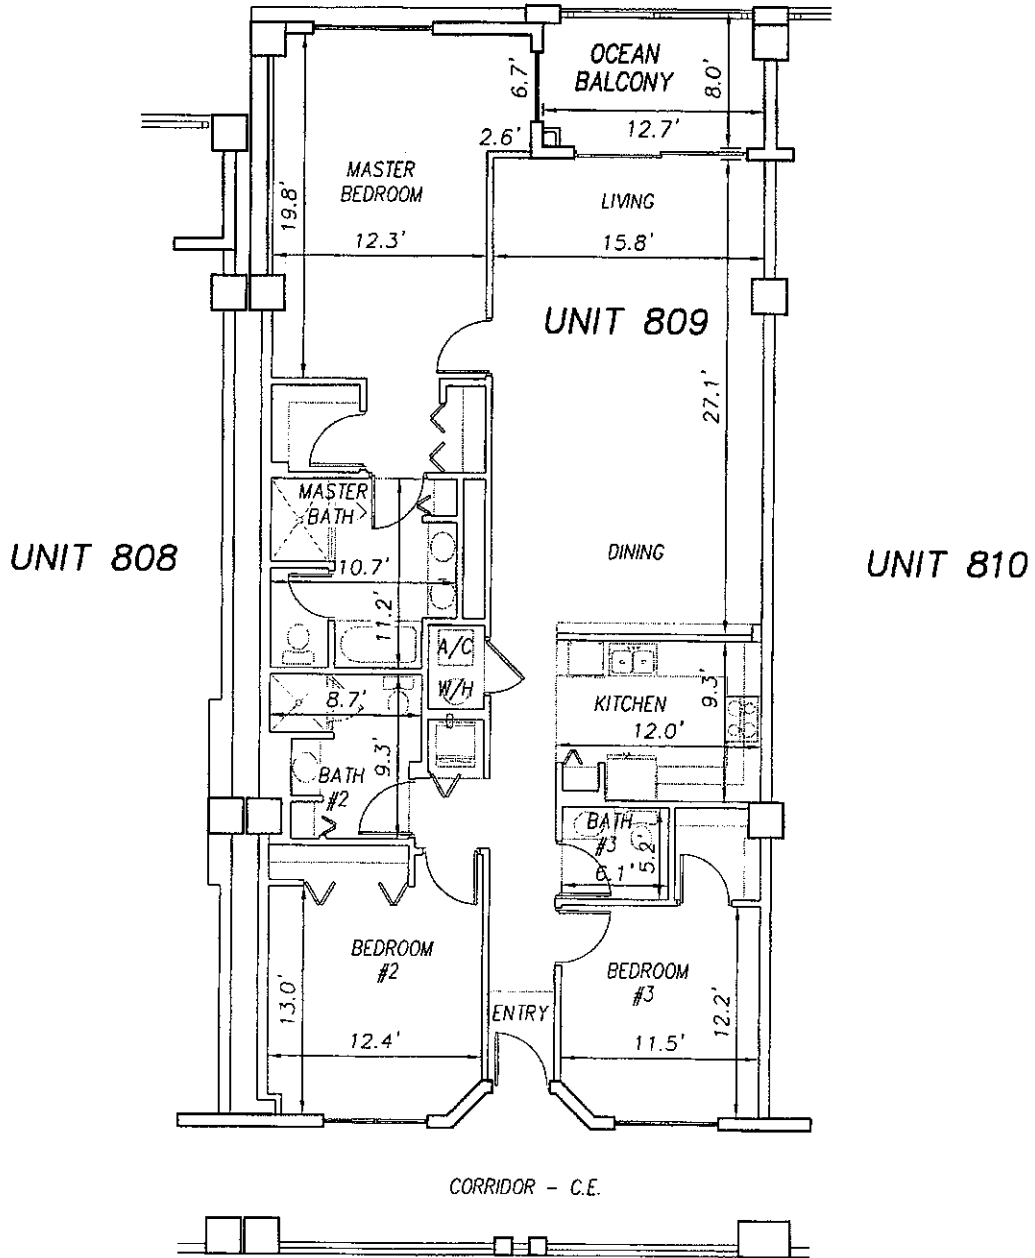 OCEAN
BALCONY
6.7'
8.0'
12.7'
2.6'
MASTER
BEDROOM
19.8'
12.3'
LIVING
15.8'
UNIT 809
27.1'
MASTER
BATH
10.7'
11.2'
DINING
UNIT 808
UNIT 810
A/C
W/H
8.7'
9.3'
BATH
#2
KITCHEN
12.0'
9.3'
BATH
#3
5.2'
6.1'
BEDROOM
#2
13.0'
12.4'
ENTRY
BEDROOM
#3
12.2'
11.5'
CORRIDOR - C.E.